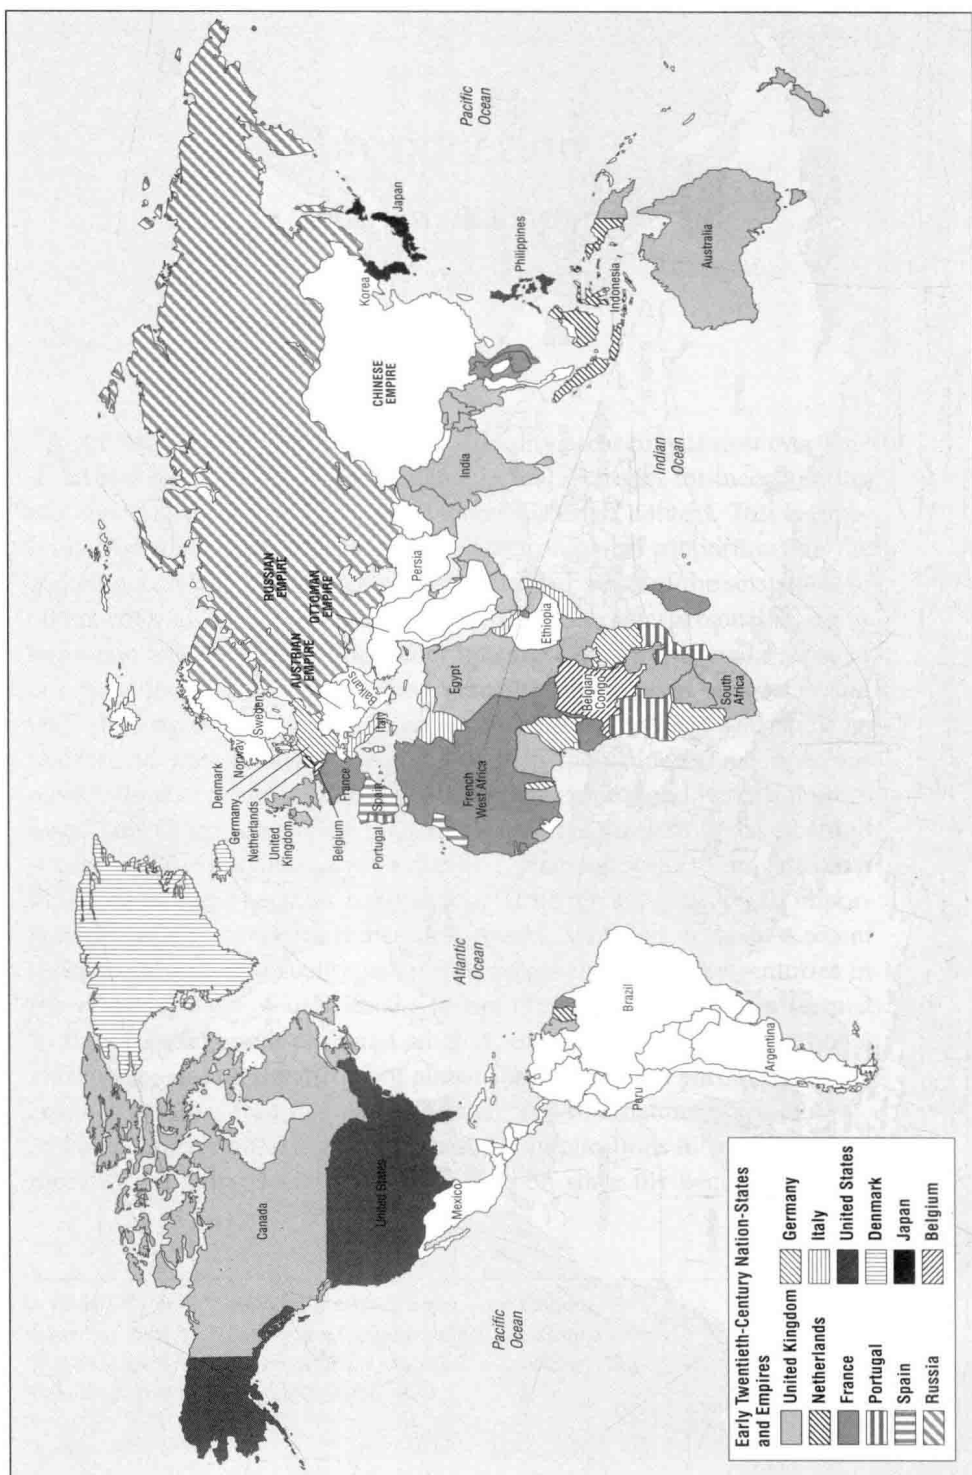 Pacific
Ocean
Japan
Korea
Philippines
CHINESE
EMPIRE
Indonesia
Australia
India
Indian
Ocean
RUSSIAN
EMPIRE
OTTOMAN
EMPIRE
AUSTRIAN
EMPIRE
Persia
Balkans
Sweden
Norway
Denmark
Germany
Netherlands
United
Kingdom
Belgium
France
Portugal
Spain
Italy
Egypt
Ethiopia
French
West Africa
Belgian
Congo
South
Africa
Atlantic
Ocean
Canada
United States
Mexico
Brazil
Peru
Argentina
Pacific
Ocean
Early Twentieth-Century Nation-States
and Empires
United Kingdom
Netherlands
France
Portugal
Spain
Russia
Germany
Italy
United States
Denmark
Japan
Belgium